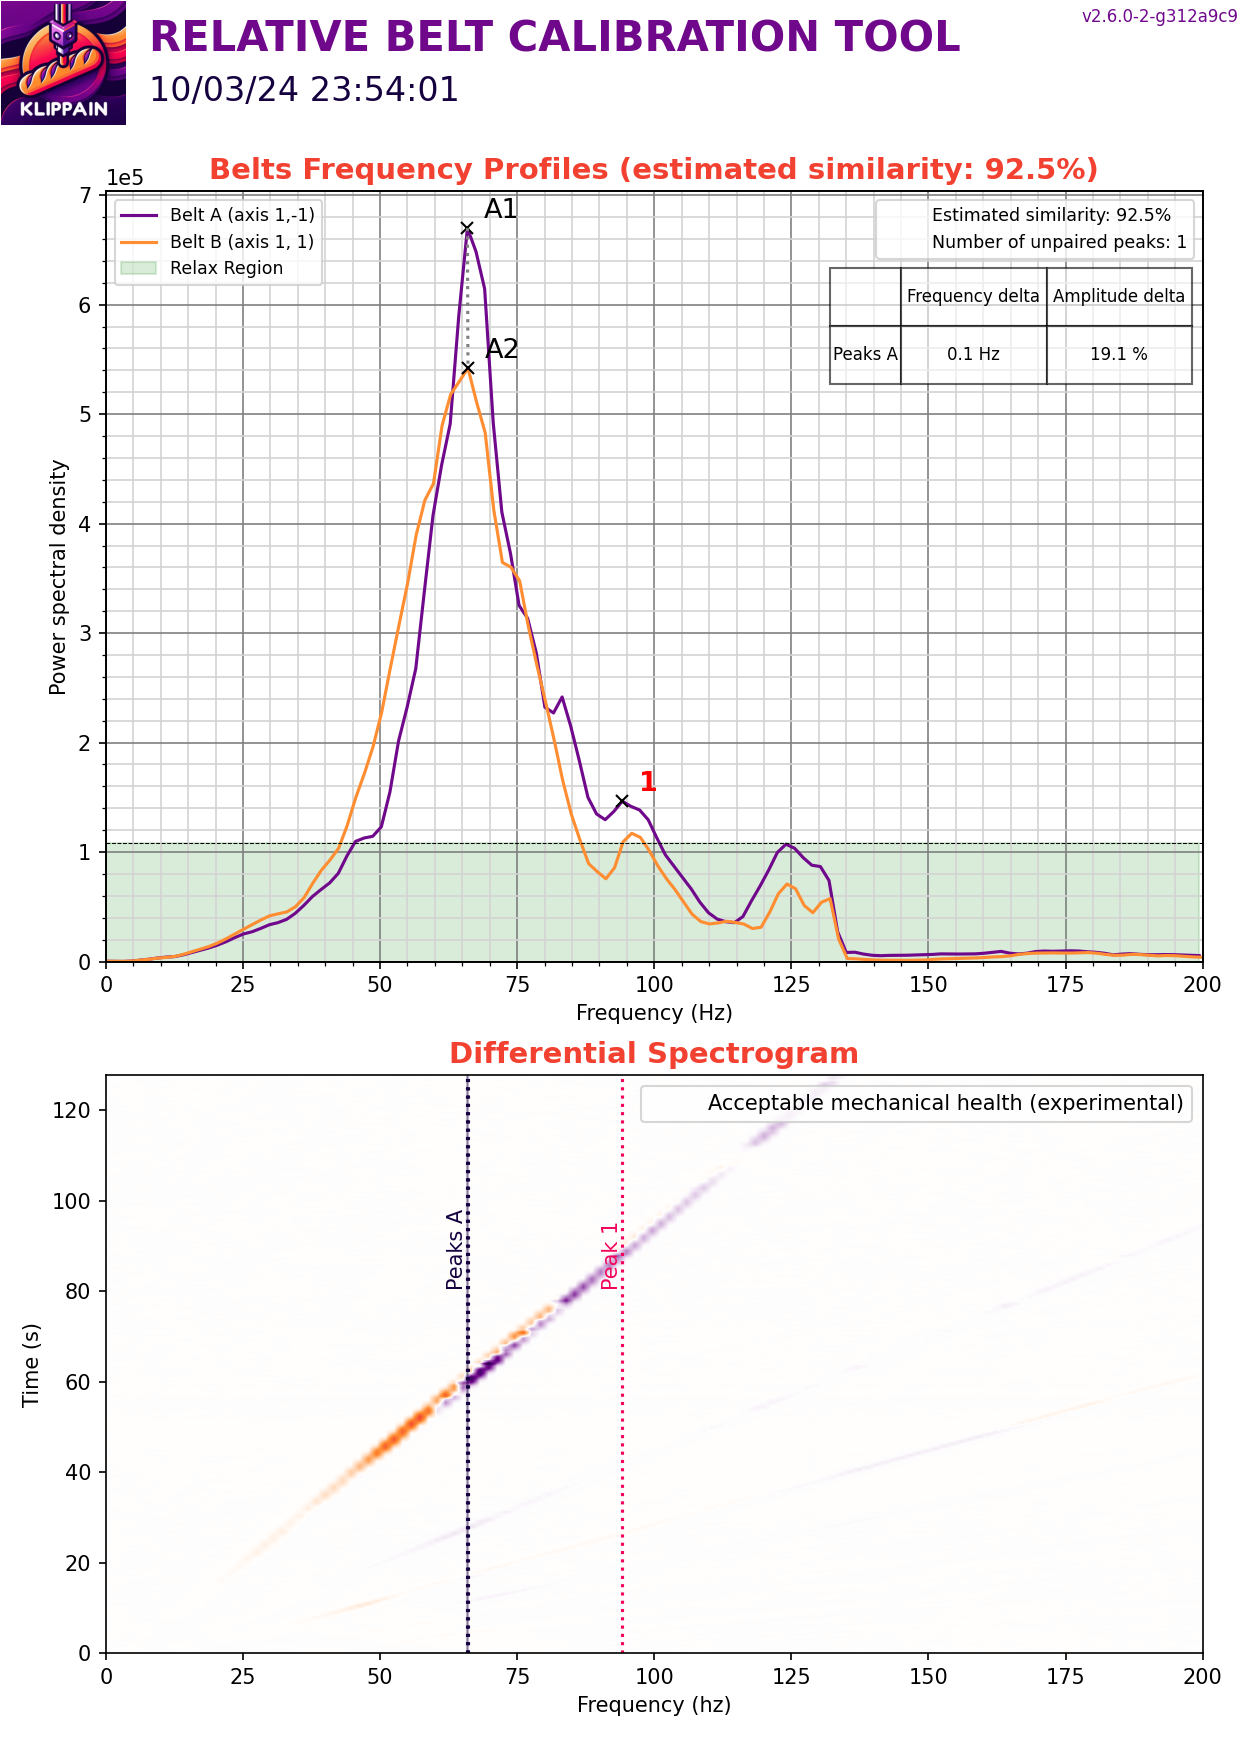 v2.6.0-2-g312a9c9
RELATIVE BELT CALIBRATION TOOL
10/03/24 23:54:01
KLIPPAIN
Belts Frequency Profiles (estimated similarity: 92.5%)
1e5
Belt A (axis 1,-1)
Belt B (axis 1, 1)
Relax Region
A1
A2
1
Estimated similarity: 92.5%
Number of unpaired peaks: 1
Frequency delta Amplitude delta
Peaks A 0.1 Hz 19.1 %
Power spectral density
7
6
5
4
3
2
1
0
0 25 50 75 100 125 150 175 200
Frequency (Hz)
Differential Spectrogram
Acceptable mechanical health (experimental)
Peaks A
Peak 1
Time (s)
120
100
80
60
40
20
0
0 25 50 75 100 125 150 175 200
Frequency (hz)